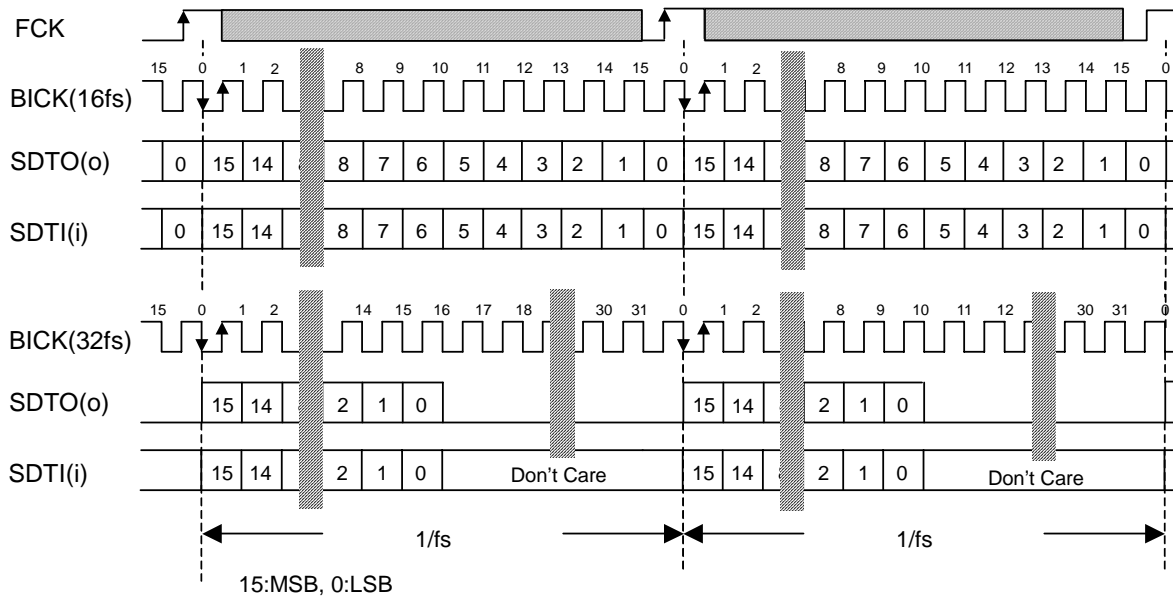 FCK
15 0 1 2 8 9 10 11 12 13 14 15 0 1 2 8 9 10 11 12 13 14 15 0
BICK(16fs)
SDTO(o) 0 15 14 8 7 6 5 4 3 2 1 0 15 14 8 7 6 5 4 3 2 1 0
SDTI(i) 0 15 14 8 7 6 5 4 3 2 1 0 15 14 8 7 6 5 4 3 2 1 0
15 0 1 2 14 15 16 17 18 30 31 0 1 2 8 9 10 11 12 30 31 0
BICK(32fs)
SDTO(o) 15 14 2 1 0 15 14 2 1 0
SDTI(i) 15 14 2 1 0 Don't Care 15 14 2 1 0 Don't Care
1/fs 1/fs
15:MSB, 0:LSB